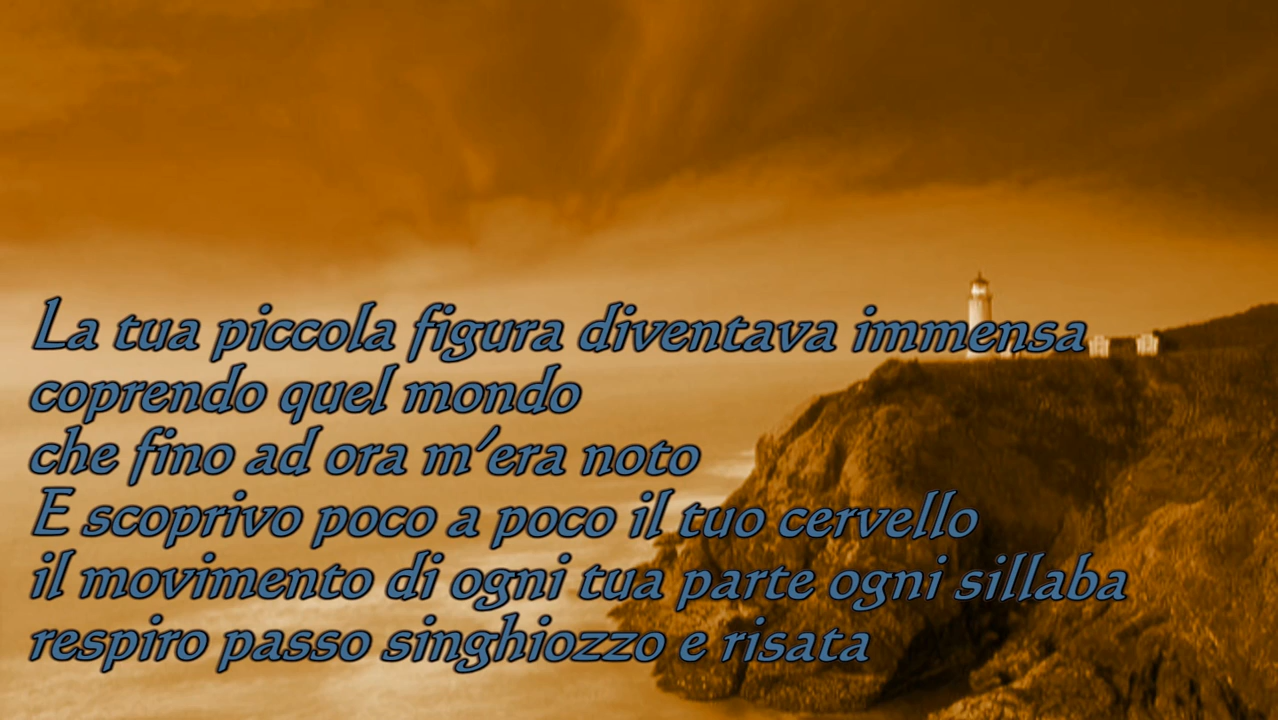 La tua piccola figura diventava immensa
coprendo quel mondo
che fino ad ora m'era noto
E scoprivo poco a poco il tuo cervello
il movimento di ogni tua parte ogni sillaba
respiro passo singhiozzo e risata